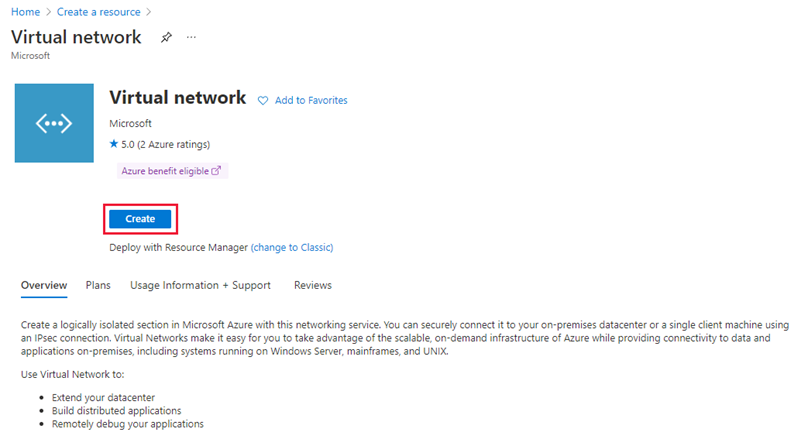 Home > Create a resource >
Virtual network ...
Microsoft
Virtual network Add to Favorites
Microsoft
★ 5.0 (2 Azure ratings)
Azure benefit eligible
Create
Deploy with Resource Manager (change to Classic)
Overview Plans Usage Information + Support Reviews
Create a logically isolated section in Microsoft Azure with this networking service. You can securely connect it to your on-premises datacenter or a single client machine using
an IPsec connection. Virtual Networks make it easy for you to take advantage of the scalable, on-demand infrastructure of Azure while providing connectivity to data and
applications on-premises, including systems running on Windows Server, mainframes, and UNIX.
Use Virtual Network to:
• Extend your datacenter
• Build distributed applications
• Remotely debug your applications